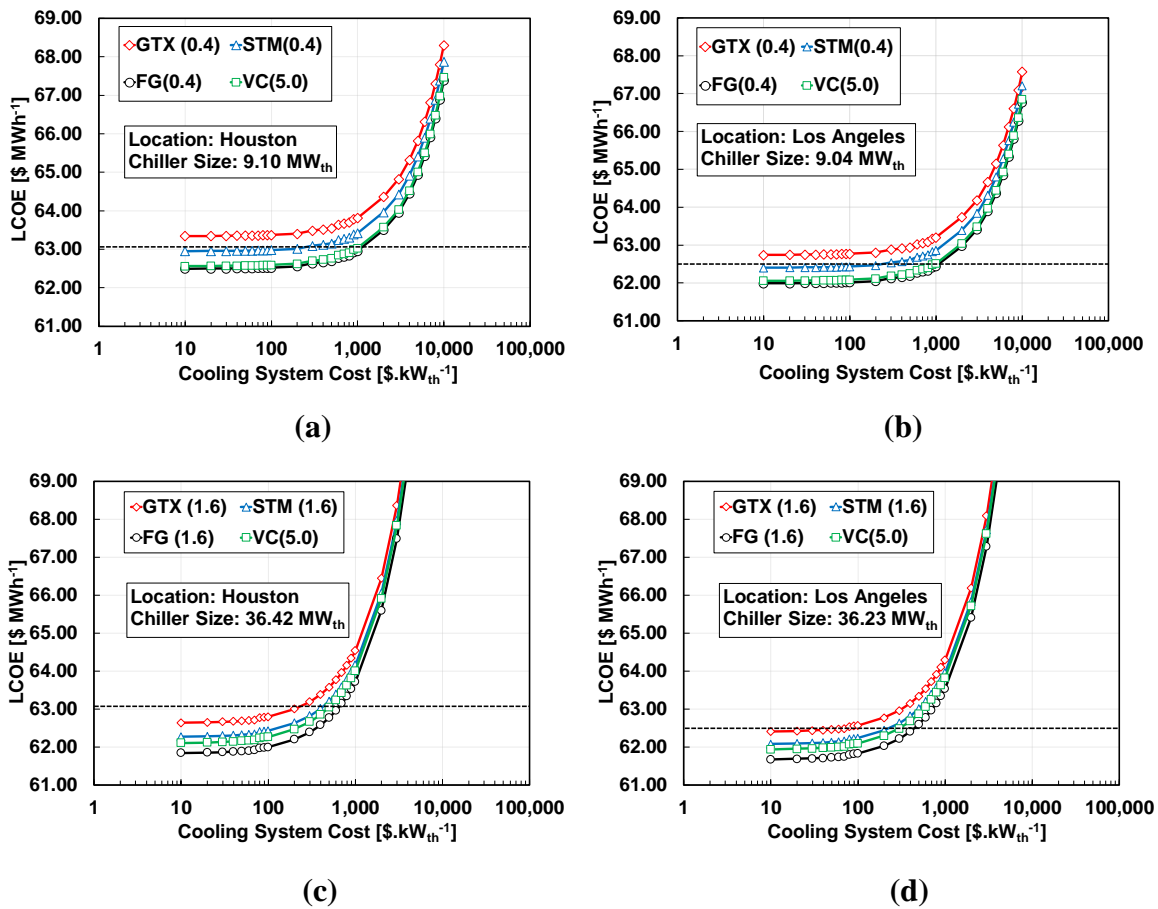 69.00
68.00
67.00
66.00
65.00
64.00
63.00
62.00
61.00
LCOE [$ MWh-1]
GTX (0.4) STM(0.4)
FG(0.4) VC(5.0)
Location: Houston
Chiller Size: 9.10 MWth
1 10 100 1,000 10,000 100,000
Cooling System Cost [$.kWth-1]
(a)
69.00
68.00
67.00
66.00
65.00
64.00
63.00
62.00
61.00
LCOE [$ MWh-1]
GTX (0.4) STM(0.4)
FG(0.4) VC(5.0)
Location: Los Angeles
Chiller Size: 9.04 MWth
1 10 100 1,000 10,000 100,000
Cooling System Cost [$.kWth-1]
(b)
69.00
68.00
67.00
66.00
65.00
64.00
63.00
62.00
61.00
LCOE [$ MWh-1]
GTX (1.6) STM (1.6)
FG (1.6) VC(5.0)
Location: Houston
Chiller Size: 36.42 MWth
1 10 100 1,000 10,000 100,000
Cooling System Cost [$.kWth-1]
(c)
69.00
68.00
67.00
66.00
65.00
64.00
63.00
62.00
61.00
LCOE [$ MWh-1]
GTX (1.6) STM (1.6)
FG (1.6) VC(5.0)
Location: Los Angeles
Chiller Size: 36.23 MWth
1 10 100 1,000 10,000 100,000
Cooling System Cost [$.kWth-1]
(d)